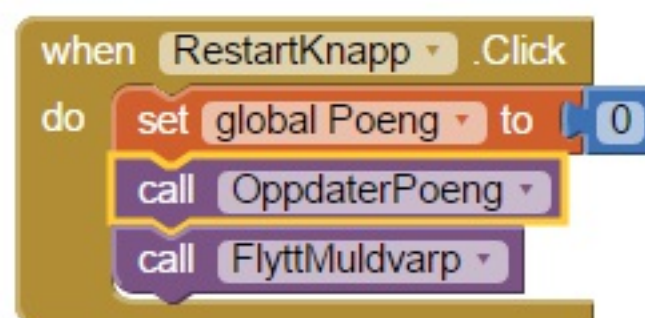 when RestartKnapp .Click
do set global Poeng to 0
call OppdaterPoeng
call FlyttMuldvarp